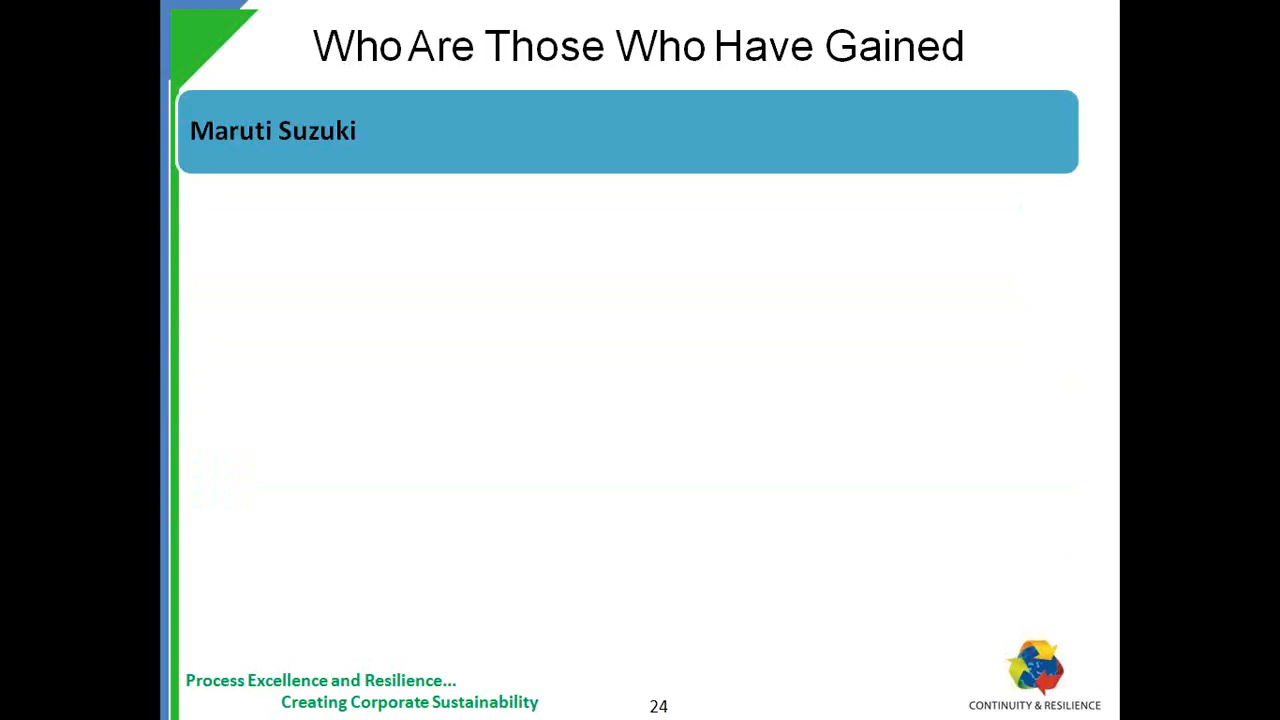 Who Are Those Who Have Gained
Maruti Suzuki
Process Excellence and Resilience...
Creating Corporate Sustainability
24
CONTINUITY & RESILIENCE